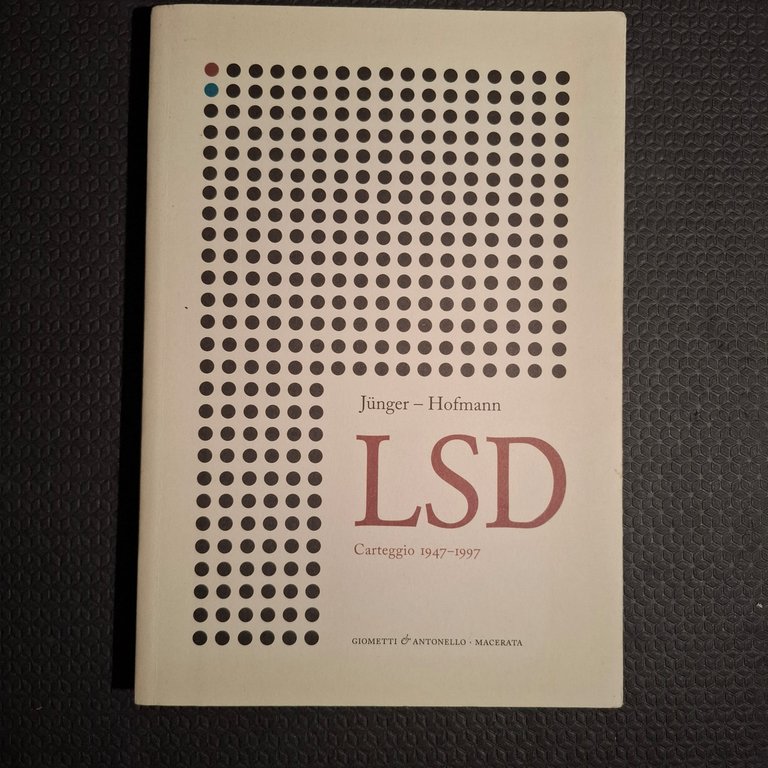 Jünger – Hofmann
LSD
Carteggio 1947–1997
GIOMETTI & ANTONELLO · MACERATA